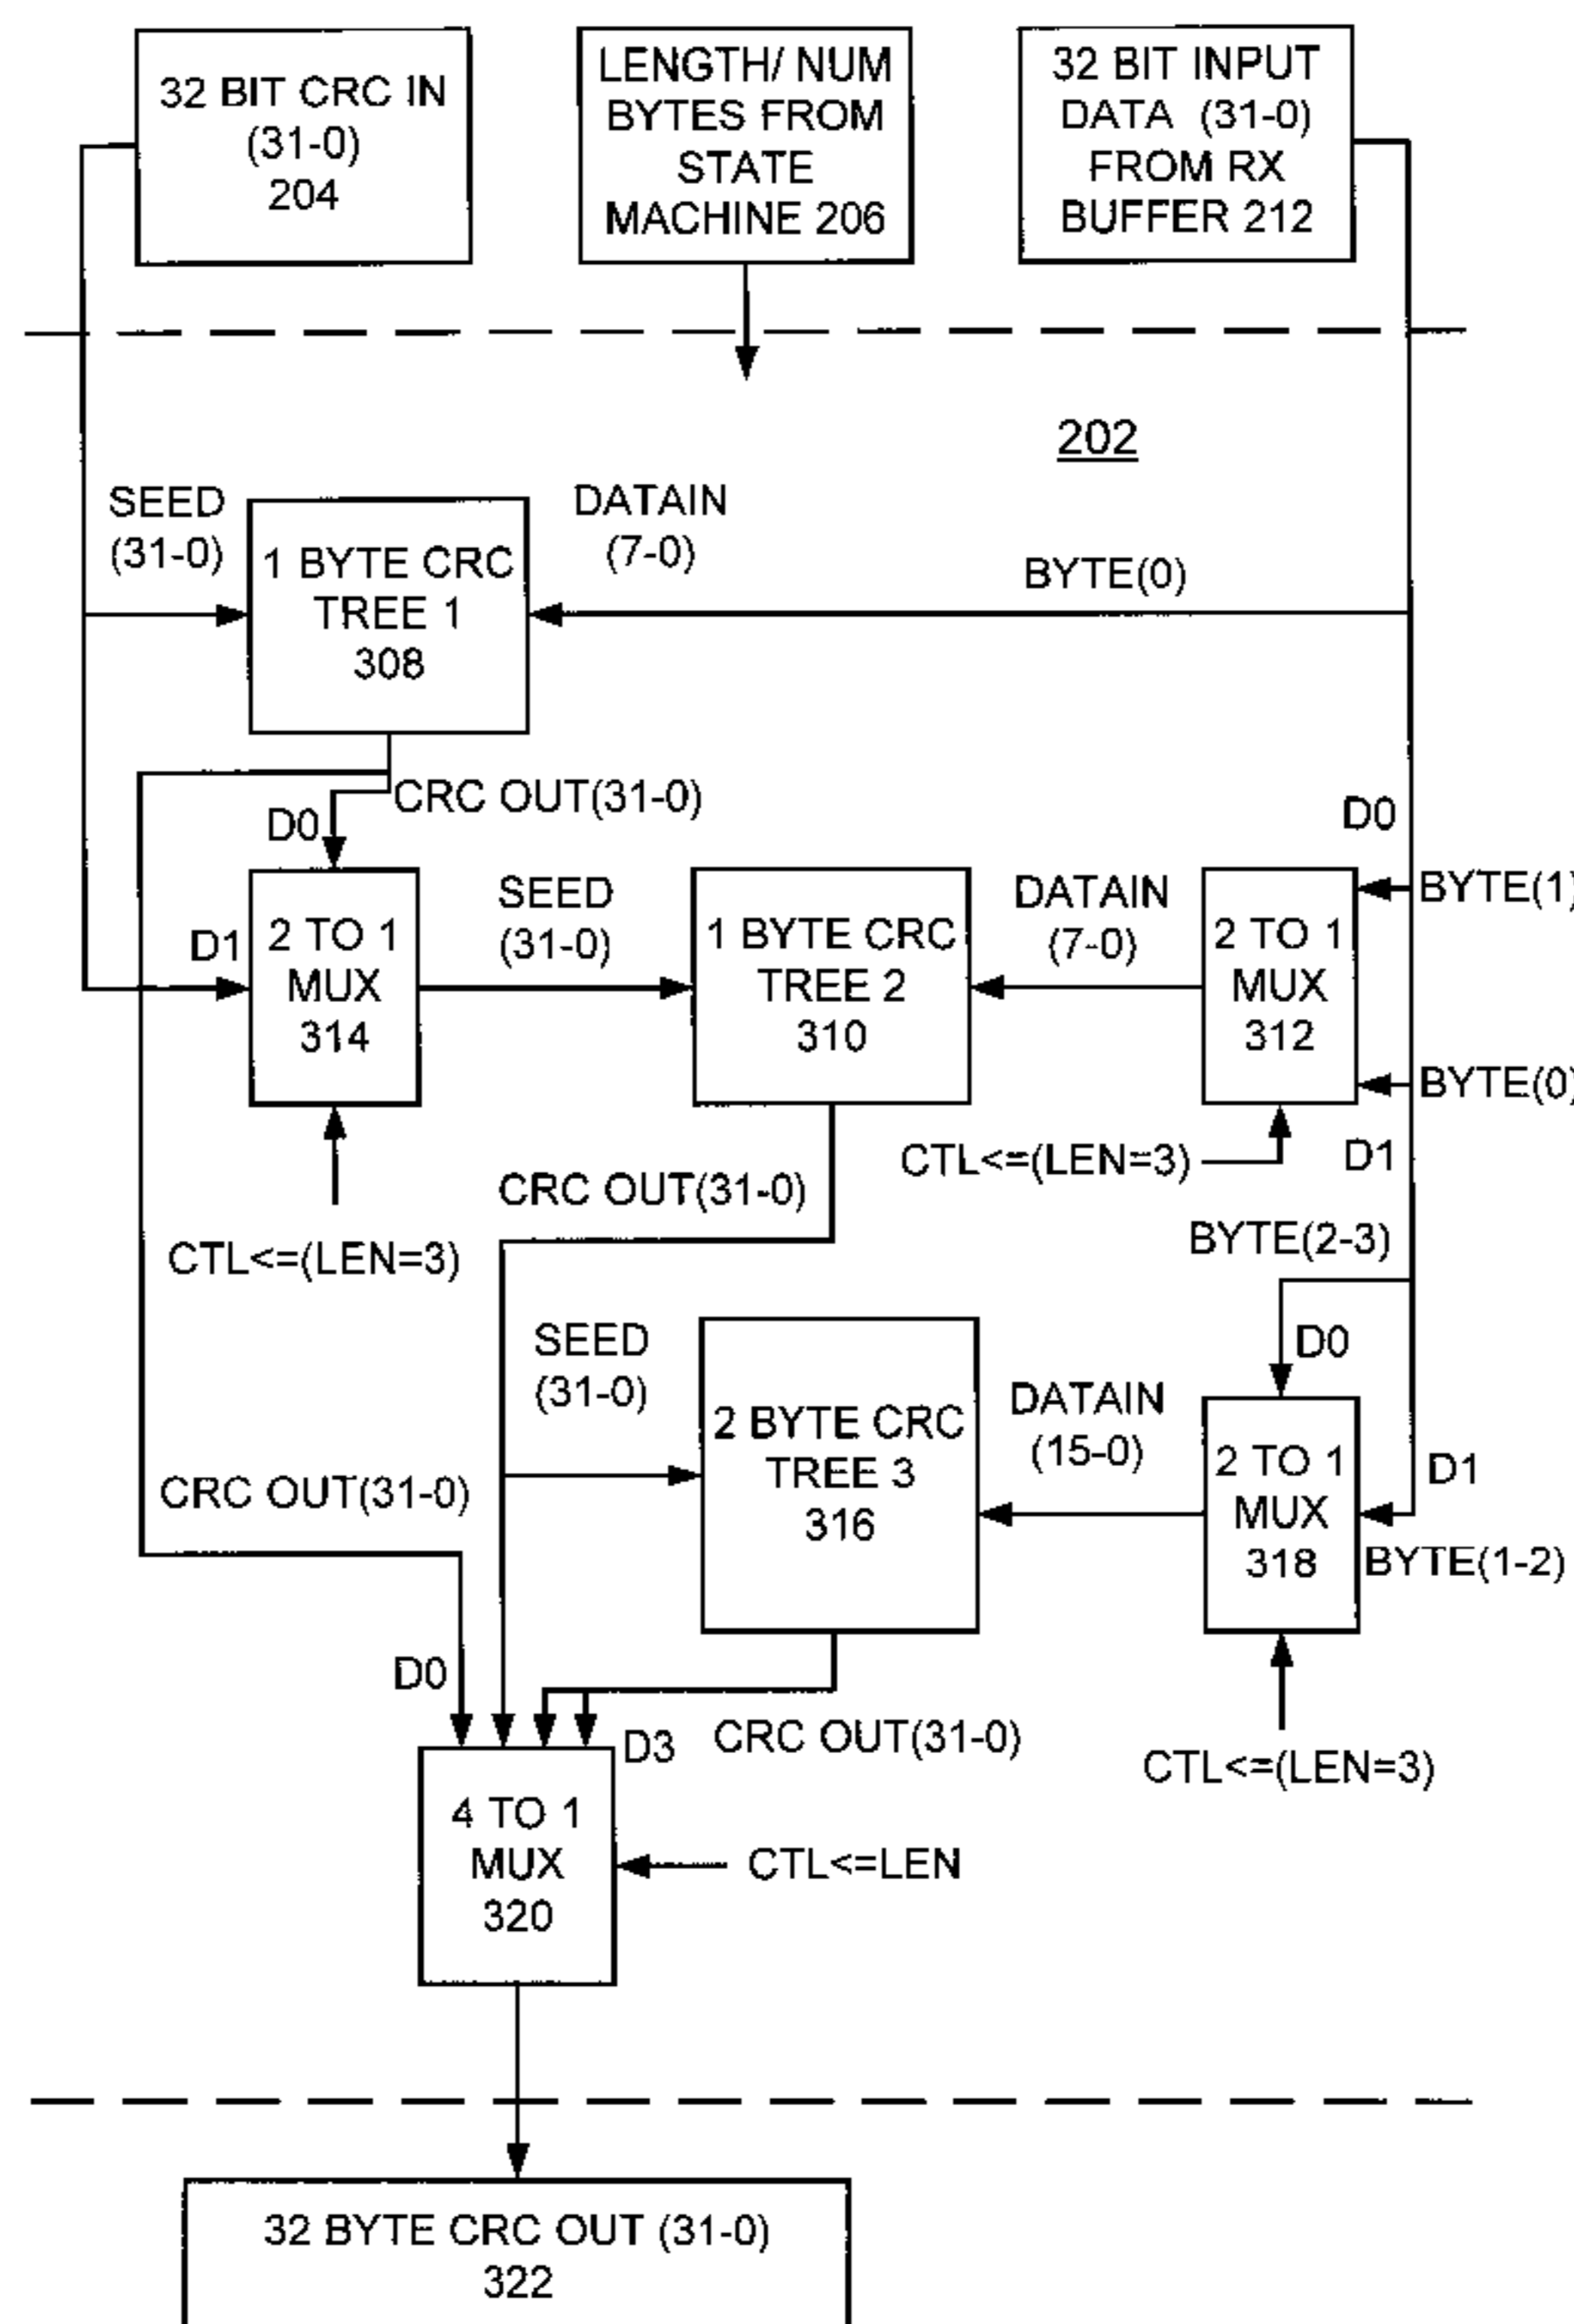 32 BIT CRC IN
(31-0)
204
LENGTH/ NUM
BYTES FROM
STATE
MACHINE 206
32 BIT INPUT
DATA (31-0)
FROM RX
BUFFER 212
202
SEED
(31-0)
1 BYTE CRC
TREE 1
308
DATAIN
(7-0)
BYTE(0)
CRC OUT(31-0)
D0
D0
D1
2 TO 1
MUX
314
SEED
(31-0)
1 BYTE CRC
TREE 2
310
DATAIN
(7-0)
2 TO 1
MUX
312
BYTE(1)
BYTE(0)
CTL<=(LEN=3)
D1
CTL<=(LEN=3)
CRC OUT(31-0)
BYTE(2-3)
D0
SEED
(31-0)
2 BYTE CRC
TREE 3
316
DATAIN
(15-0)
2 TO 1
MUX
318
D1
BYTE(1-2)
CRC OUT(31-0)
D0
D3
CRC OUT(31-0)
CTL<=(LEN=3)
4 TO 1
MUX
320
CTL<=LEN
32 BYTE CRC OUT (31-0)
322